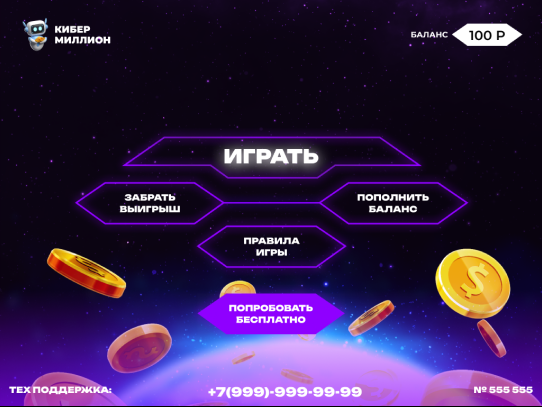 КИБЕР
МИЛЛИОН
БАЛАНС 100 Р
ИГРАТЬ
ЗАБРАТЬ
ВЫИГРЫШ
ПОПОЛНИТЬ
БАЛАНС
ПРАВИЛА
ИГРЫ
ПОПРОБОВАТЬ
БЕСПЛАТНО
ТЕХ ПОДДЕРЖКА: +7(999)-999-99-99 № 555 555